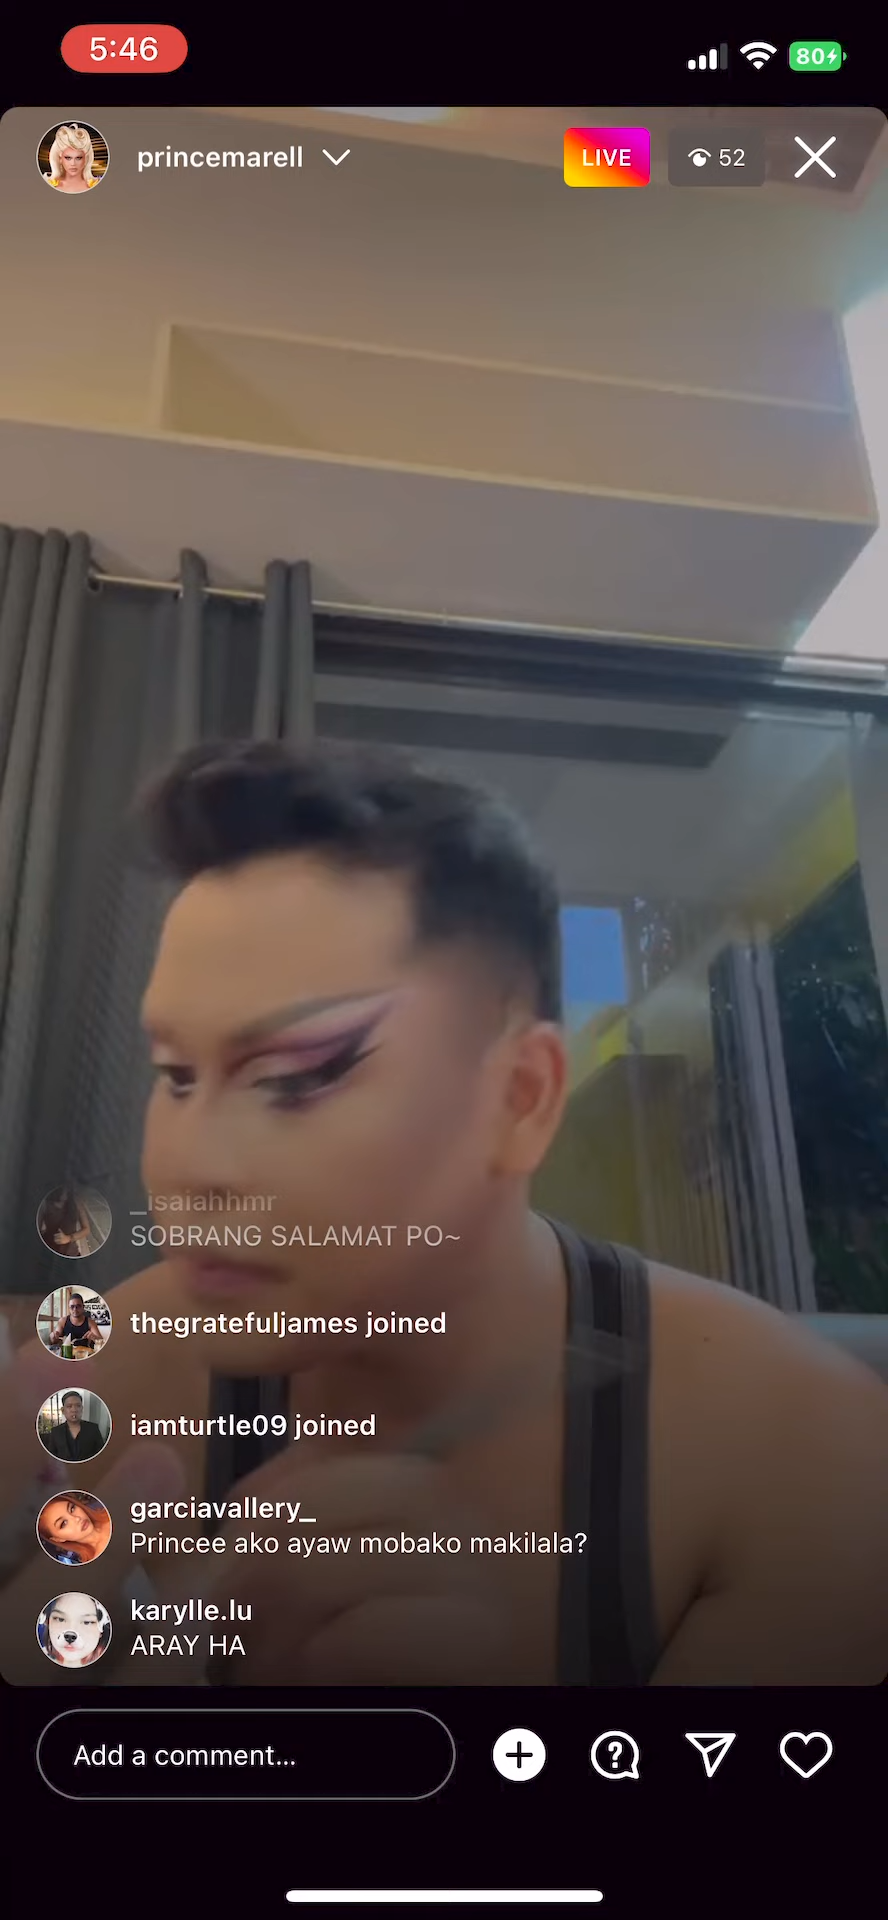 5:46
80
princemarell
LIVE
52
_isaiahhmr
SOBRANG SALAMAT PO~
thegratefuljames joined
iamturtle09 joined
garciavallery_
Princee ako ayaw mobako makilala?
karylle.lu
ARAY HA
Add a comment...